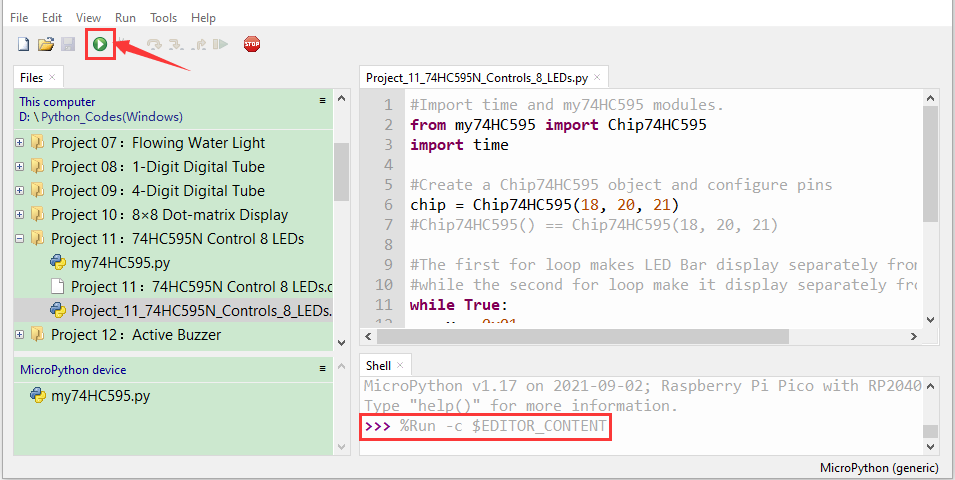 File Edit View Run Tools Help
STOP
Files
This computer
D: \ Python_Codes(Windows)
Project 07：Flowing Water Light
Project 08：1-Digit Digital Tube
Project 09：4-Digit Digital Tube
Project 10：8×8 Dot-matrix Display
Project 11：74HC595N Control 8 LEDs
my74HC595.py
Project 11：74HC595N Control 8 LEDs.c
Project_11_74HC595N_Controls_8_LEDs.
Project 12：Active Buzzer
MicroPython device
my74HC595.py
Project_11_74HC595N_Controls_8_LEDs.py
1 #Import time and my74HC595 modules.
2 from my74HC595 import Chip74HC595
3 import time
4
5 #Create a Chip74HC595 object and configure pins
6 chip = Chip74HC595(18, 20, 21)
7 #Chip74HC595() == Chip74HC595(18, 20, 21)
8
9 #The first for loop makes LED Bar display separately from
10 #while the second for loop make it display separately fro
11 while True:
Shell
MicroPython v1.17 on 2021-09-02; Raspberry Pi Pico with RP2040
Type "help()" for more information.
>>> %Run -c $EDITOR_CONTENT
MicroPython (generic)